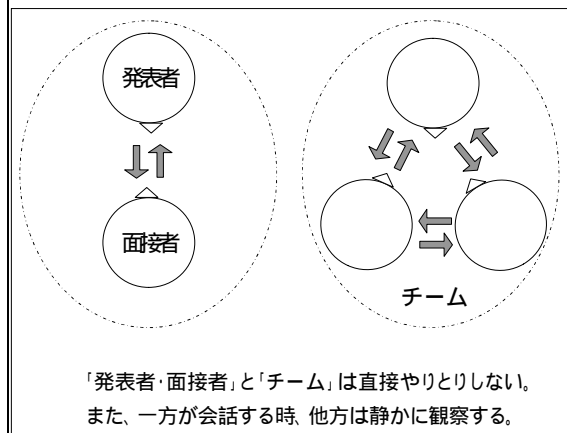 発表者
面接者
チーム
「発表者・面接者」と「チーム」は直接やりとりしない。
また、一方が会話する時、他方は静かに観察する。